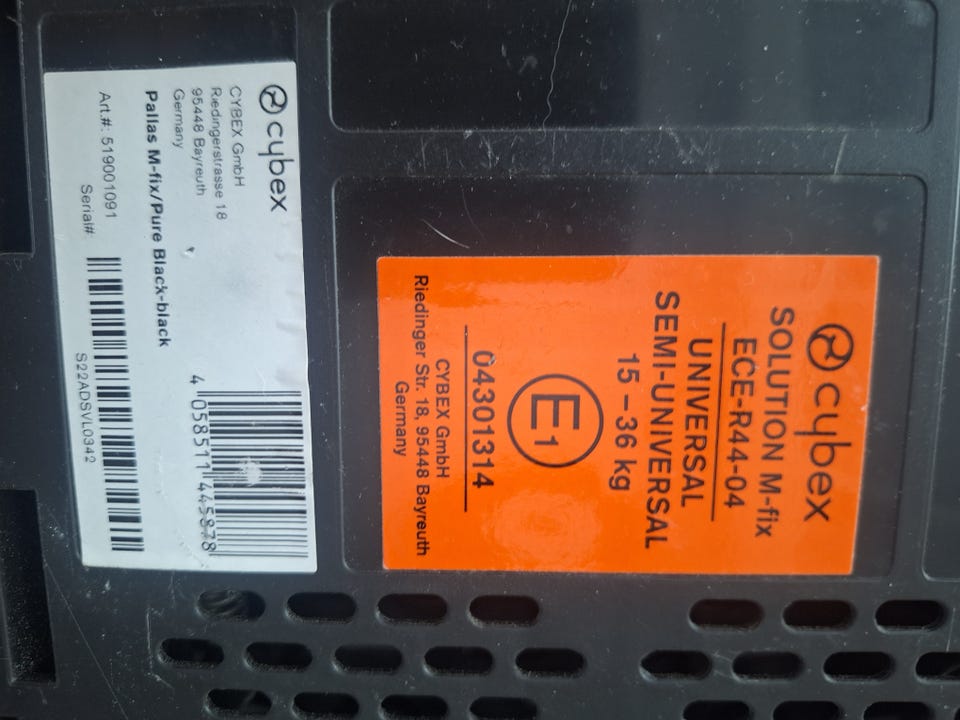 cybex
CYBEX GmbH
Riedingerstrasse 18
95448 Bayreuth
Germany
Pallas M-fix/Pure Black-black
Art.#: 519001091
Serial#:
4 058511 445878
S22ADSVL0342
cybex
SOLUTION M-fix
ECE-R44-04
UNIVERSAL
SEMI-UNIVERSAL
15 – 36 kg
E1
04301314
CYBEX GmbH
Riedinger Str. 18, 95448 Bayreuth
Germany